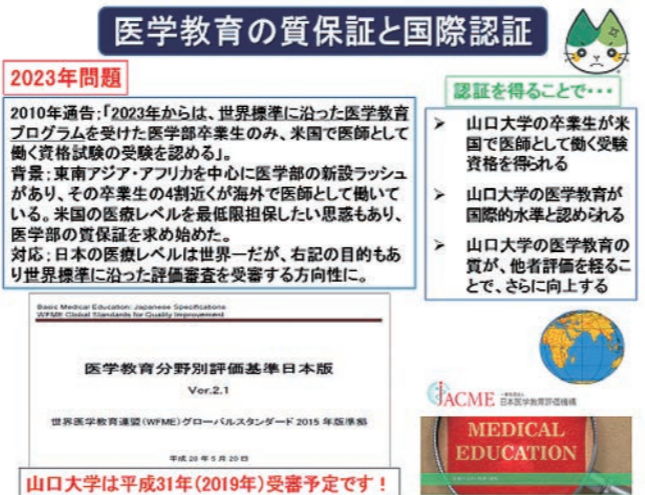 医学教育の質保証と国際認証
2023年問題
2010年通告:「2023年からは、世界標準に沿った医学教育
プログラムを受けた医学部卒業生のみ、米国で医師として
働く資格試験の受験を認める」。
背景:東南アジア・アフリカを中心に医学部の新設ラッシュ
があり、その卒業生の4割近くが海外で医師として働いて
いる。米国の医療レベルを最低限担保したい思惑もあり、
医学部の質保証を求め始めた。
対応:日本の医療レベルは世界一だが、右記の目的もあ
り世界標準に沿った評価審査を受審する方向性に。
認証を得ることで・・・
➢ 山口大学の卒業生が米
国で医師として働く受験
資格を得られる
➢ 山口大学の医学教育が
国際的水準と認められる
➢ 山口大学の医学教育の
質が、他者評価を経るこ
とで、さらに向上する
Basic Medical Education: Japanese Specifications
WFME Global Standards for Quality Improvement
医学教育分野別評価基準日本版
Ver.2.1
世界医学教育連盟(WFME)グローバルスタンダード 2015 年版準拠
平成 28 年 5 月 20 日
山口大学は平成31年(2019年)受審予定です!
JACME 一般社団法人
日本医学教育評価機構
MEDICAL
EDUCATION